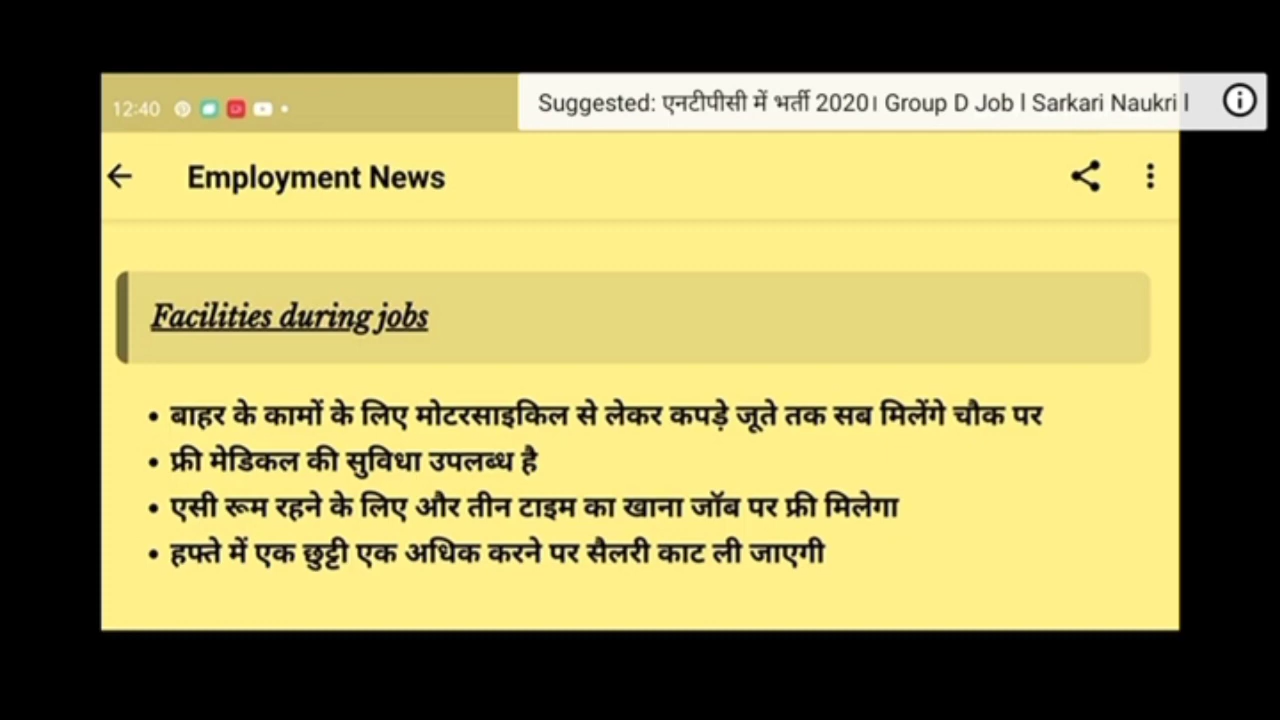 Suggested: एनटीपीसी में भर्ती 2020। Group D Job l Sarkari Naukri l
12:40
Employment News
Facilities during jobs
• बाहर के कामों के लिए मोटरसाइकिल से लेकर कपड़े जूते तक सब मिलेंगे चौक पर
• फ्री मेडिकल की सुविधा उपलब्ध है
• एसी रूम रहने के लिए और तीन टाइम का खाना जॉब पर फ्री मिलेगा
• हफ्ते में एक छुट्टी एक अधिक करने पर सैलरी काट ली जाएगी